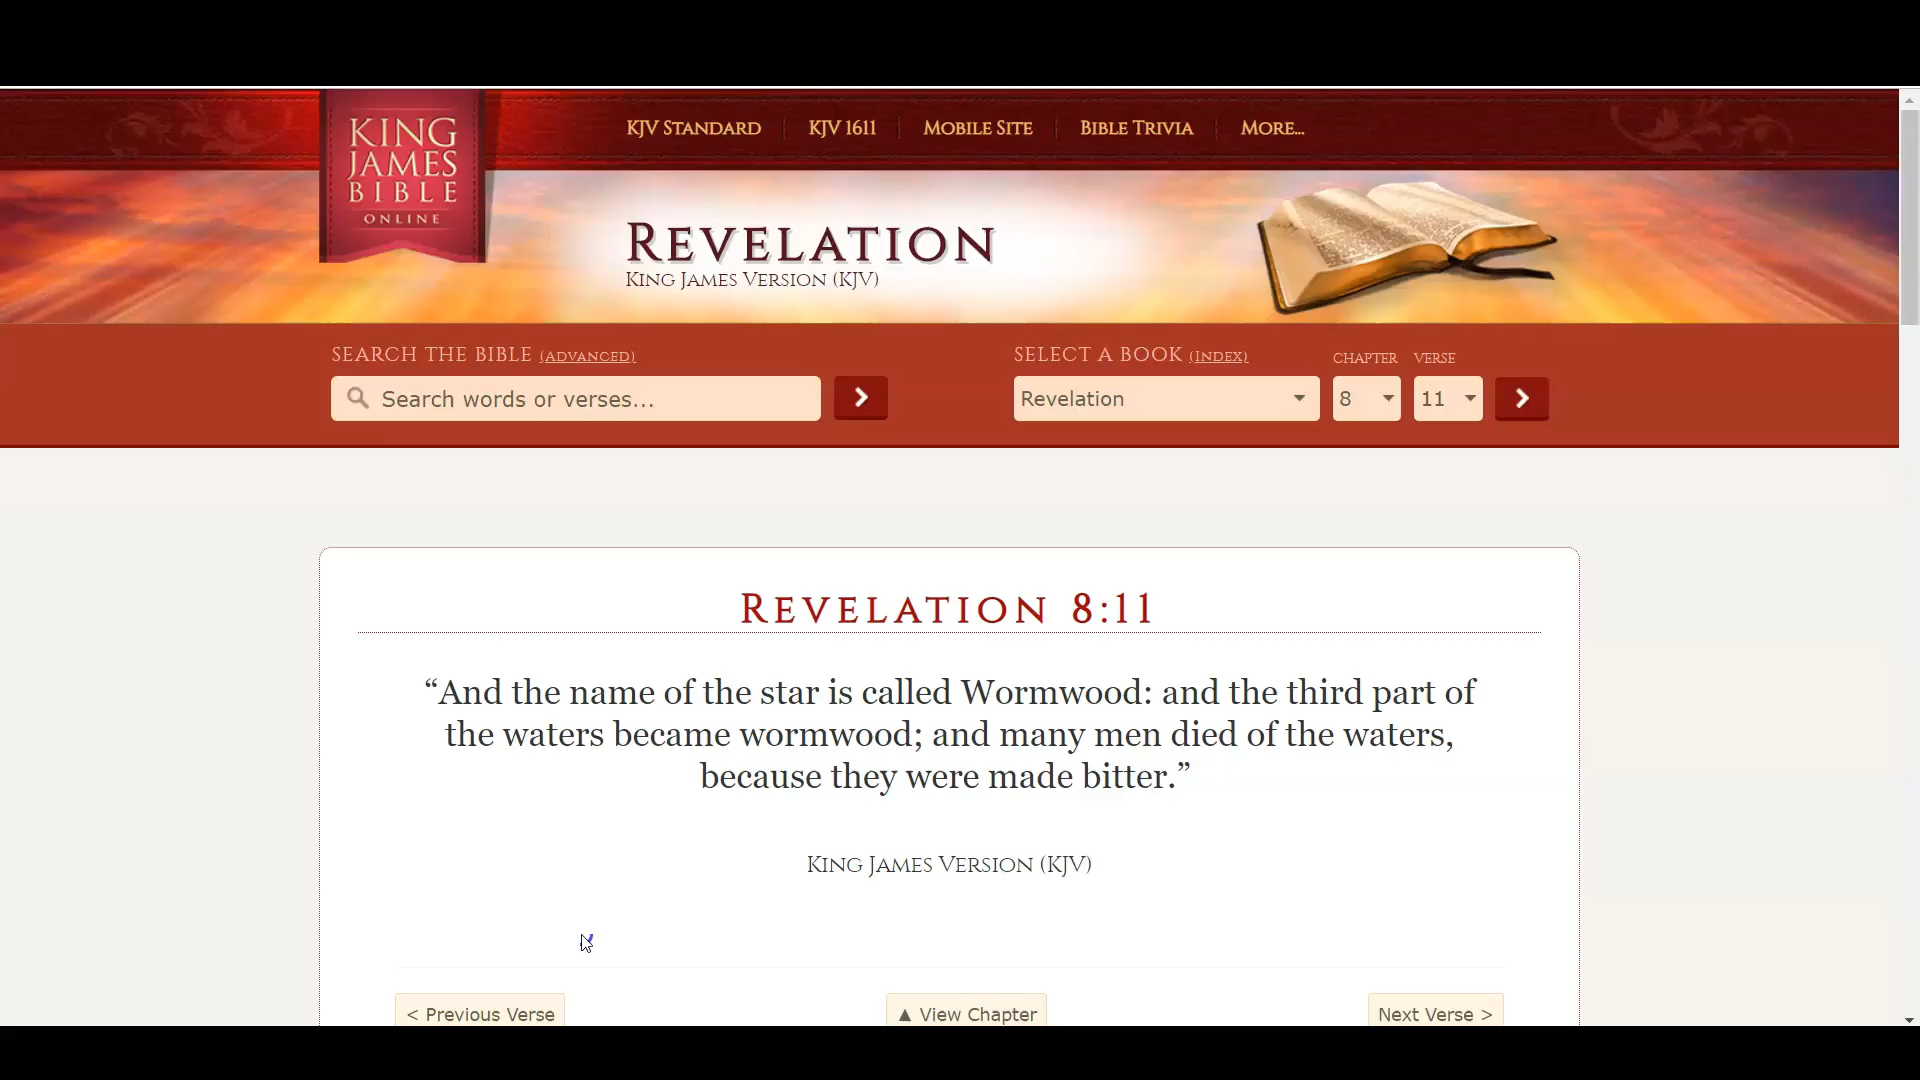 KING
JAMES
BIBLE
ONLINE
KJV STANDARD
KJV 1611
MOBILE SITE
BIBLE TRIVIA
MORE...
REVELATION
KING JAMES VERSION (KJV)
SEARCH THE BIBLE (ADVANCED)
Search words or verses...
SELECT A BOOK (INDEX)
CHAPTER
VERSE
Revelation
8
11
REVELATION 8:11
“And the name of the star is called Wormwood: and the third part of
the waters became wormwood; and many men died of the waters,
because they were made bitter.”
KING JAMES VERSION (KJV)
< Previous Verse
▲ View Chapter
Next Verse >